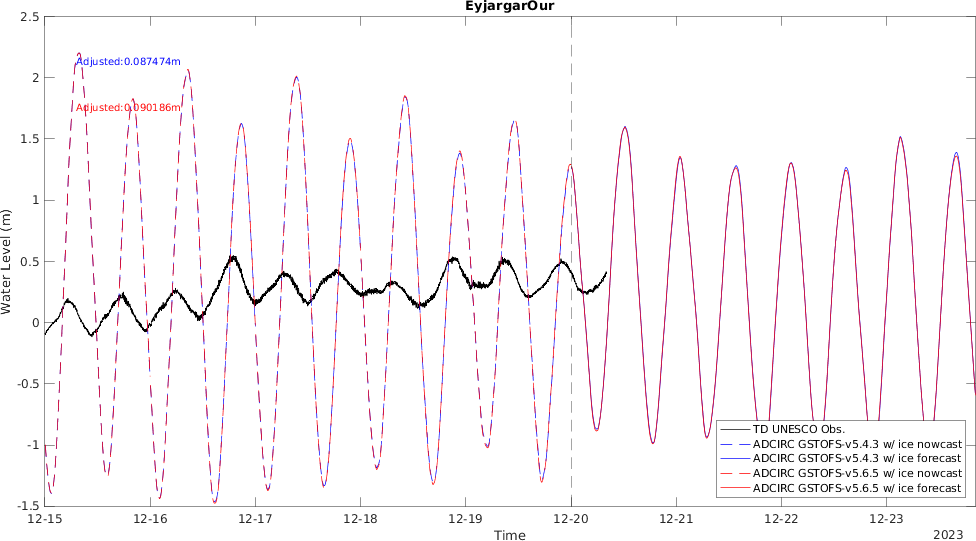 EyjargarOur
2.5
2
1.5
1
0.5
0
-0.5
-1
-1.5
Water Level (m)
Adjusted:0.087474m
Adjusted:0.090186m
TD UNESCO Obs.
ADCIRC GSTOFS-v5.4.3 w/ ice nowcast
ADCIRC GSTOFS-v5.4.3 w/ ice forecast
ADCIRC GSTOFS-v5.6.5 w/ ice nowcast
ADCIRC GSTOFS-v5.6.5 w/ ice forecast
12-15 12-16 12-17 12-18 12-19 12-20 12-21 12-22 12-23
Time
2023